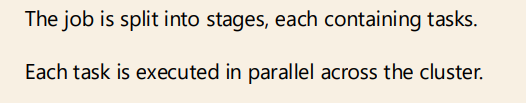 The job is split into stages, each containing tasks.
Each task is executed in parallel across the cluster.